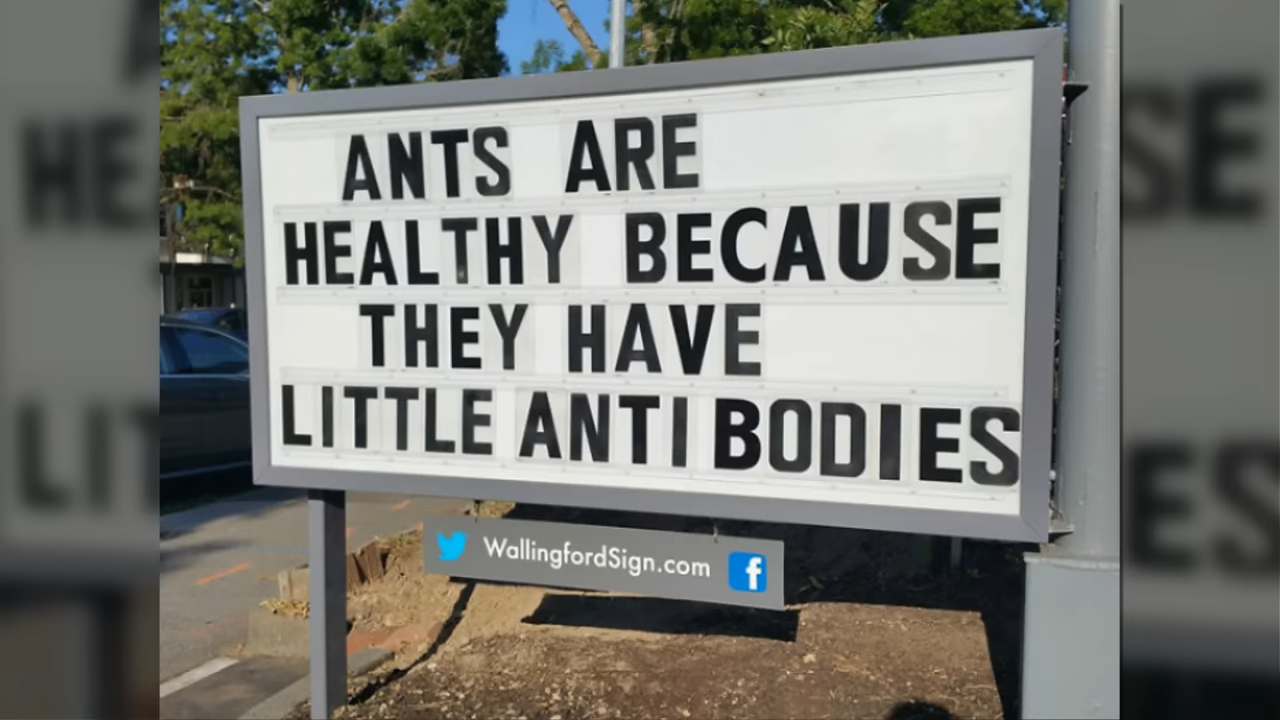 ANTS ARE
HEALTHY BECAUSE
THEY HAVE
LITTLE ANTIBODIES
WallingfordSign.com